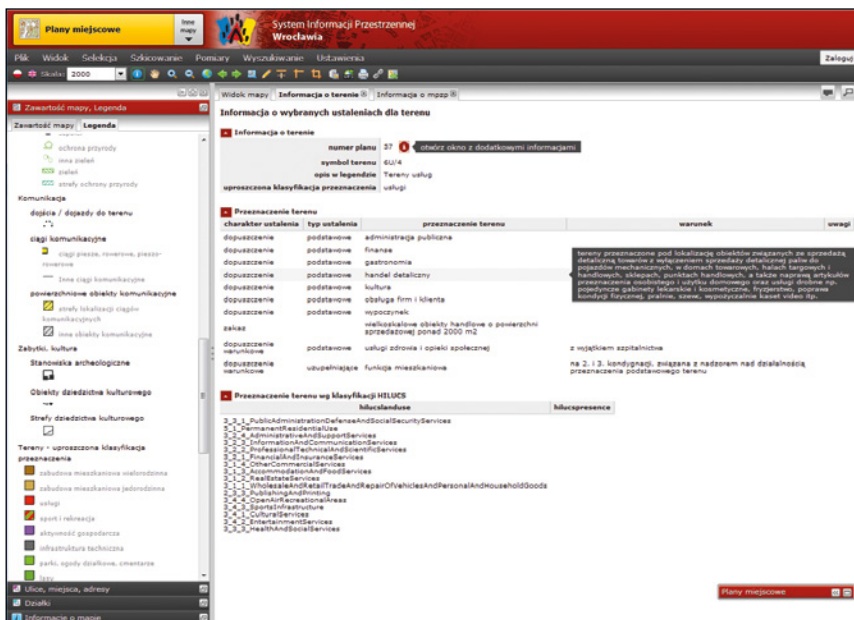 Plany miejskowe
Inne mapy
System Informacji Przestrzennej
Wrocławia
Plik Widok Selekcja Szkicowanie Pomiary Wyszukiwanie Ustawienia
Zaloguj
Skala: 2000
Zawartość mapy, Legenda
Zawartość mapy Legenda
ochrona przyrody
inna zieleń
zieleń
strefy ochrony przyrody
Komunikacja
dojścia / dojazdy do terenu
ciągi komunikacyjne
ciągi piesze, rowerowe, pieszo-
rowerowe
Inne ciągi komunikacyjne
powierzchniowe obiekty komunikacyjne
strefy lokalizacji ciągów
komunikacyjnych
inne obiekty komunikacyjne
Zabytki, kultura
Stanowiska archeologiczne
Obiekty dziedzictwa kulturowego
Strefy dziedzictwa kulturowego
Tereny - uproszczona klasyfikacja
przeznaczenia
zabudowa mieszkaniowa wielorodzinna
zabudowa mieszkaniowa jednorodzinna
usługi
sport i rekreacja
aktywność gospodarcza
infrastruktura techniczna
parki, ogrody działkowe, cmentarze
lasy
Ulice, miejsca, adresy
Działki
Informacje o mapie
Widok mapy Informacja o terenie Informacja o mpzp
Informacja o wybranych ustaleniach dla terenu
Informacja o terenie
numer planu 37 otwórz okno z dodatkowymi informacjami
symbol terenu 6U/4
opis w legendzie Tereny usług
uproszczona klasyfikacja przeznaczenia usługi
Przeznaczenie terenu
charakter ustalenia typ ustalenia przeznaczenie terenu warunek uwagi
dopuszczenie podstawowe administracja publiczna
dopuszczenie podstawowe finanse
dopuszczenie podstawowe gastronomia
dopuszczenie podstawowe handel detaliczny
dopuszczenie podstawowe kultura
dopuszczenie podstawowe obsługa firm i klienta
dopuszczenie podstawowe wypoczynek
zakaz wielkoskalowe obiekty handlowe o powierzchni
sprzedażowej ponad 2000 m2
dopuszczenie
warunkowe podstawowe usługi zdrowia i opieki społecznej z wyjątkiem szpitalnictwa
dopuszczenie
warunkowe uzupełniające funkcja mieszkaniowa na 2. i 3. kondygnacji, związana z nadzorem nad działalnością
przeznaczenia podstawowego terenu
tereny przeznaczone pod lokalizację obiektów związanych ze sprzedażą
detaliczną towarów z wyłączeniem sprzedaży detalicznej paliw do
pojazdów mechanicznych, w domach towarowych, halach targowych i
handlowych, sklepach, punktach handlowych, a także naprawę artykułów
przeznaczenia osobistego i użytku domowego oraz usługi drobne np.
pojedyncze gabinety lekarskie i kosmetyczne, fryzjerstwo, poprawę
kondycji fizycznej, pralnie, szewc, wypożyczalnie kaset video itp.
Przeznaczenie terenu wg klasyfikacji HILUCS
hilucslanduse hilucspresence
3_3_1_PublicAdministrationDefenseAndSocialSecurityServices
5_1_PermanentResidentialUse
3_2_4_AdministrativeAndSupportServices
3_2_3_InformationAndCommunicationServices
3_2_2_ProfessionalTechnicalAndScientificServices
3_2_1_FinancialAndInsuranceServices
3_1_4_OtherCommercialServices
3_1_3_AccommodationAndFoodServices
3_1_2_RealEstateServices
3_1_1_WholesaleAndRetailTradeAndRepairOfVehiclesAndPersonalAndHouseholdGoods
2_3_3_PublishingAndPrinting
3_4_4_OpenAirRecreationalAreas
3_4_3_SportsInfrastructure
3_4_1_CulturalServices
3_4_2_EntertainmentServices
3_3_3_HealthAndSocialServices
Plany miejscowe